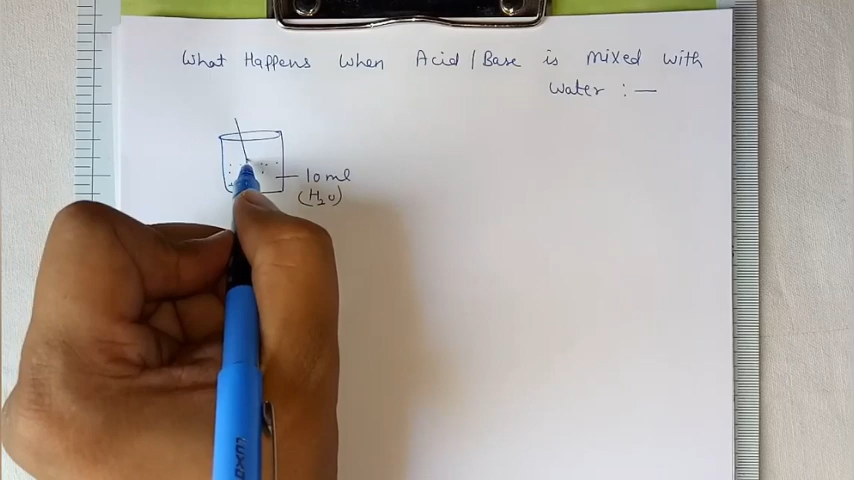 What Happens when Acid / Base is mixed with
water : —
10 ml
(H₂O)